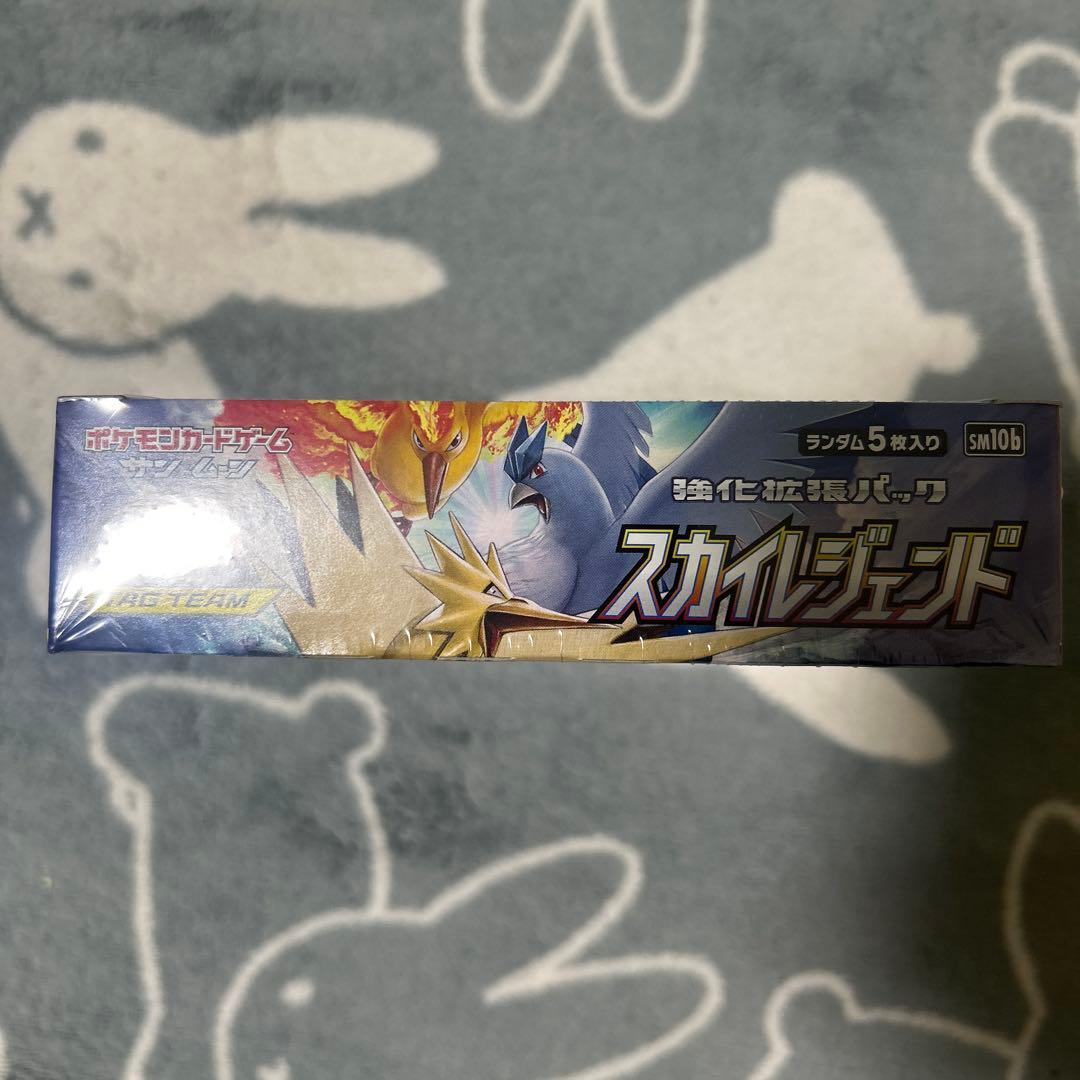 ポケモンカードゲーム
サン ムーン
TAG TEAM
ランダム5枚入り
SM10b
強化拡張パック
スカイレジェンド